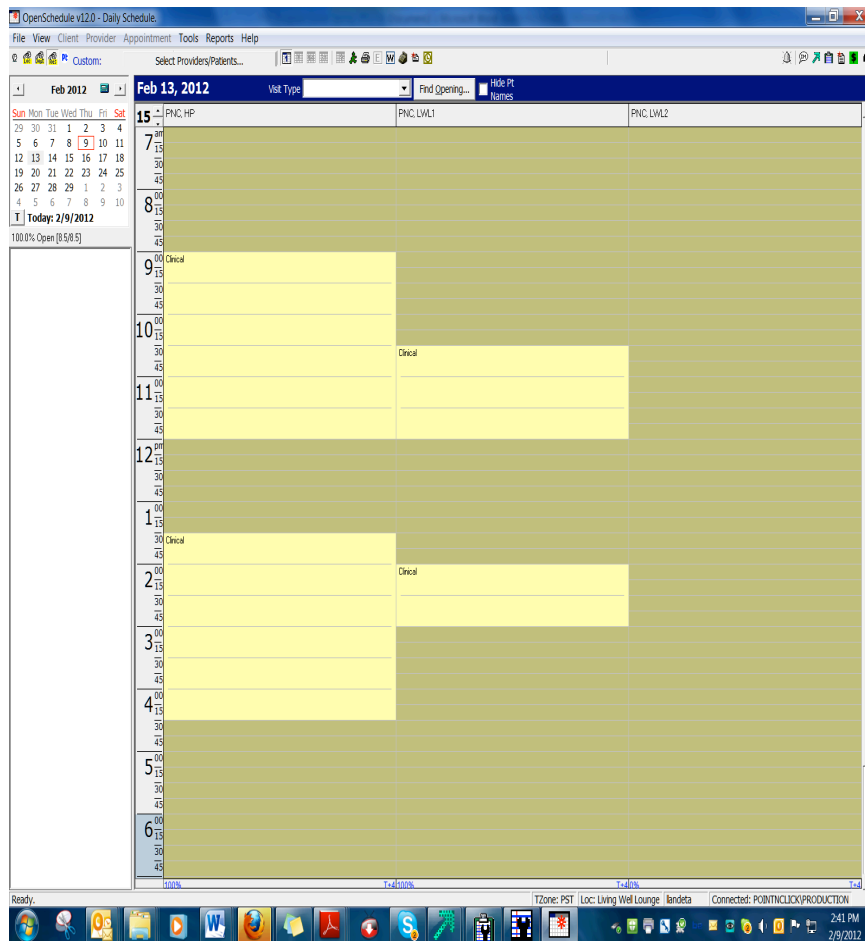 OpenSchedule v12.0 - Daily Schedule.
File View Client Provider Appointment Tools Reports Help
Custom: Select Providers/Patients...
Feb 2012
Sun Mon Tue Wed Thu Fri Sat
29 30 31 1 2 3 4
5 6 7 8 9 10 11
12 13 14 15 16 17 18
19 20 21 22 23 24 25
26 27 28 29 1 2 3
4 5 6 7 8 9 10
T Today: 2/9/2012
100.0% Open [8.5/8.5]
Feb 13, 2012 Visit Type Find Opening... Hide Pt
Names
15 PNC, HP PNC, LWL1 PNC, LWL2
7 am
15
30
45
8 00
15
30
45
9 00 Clinical
15
30
45
10 00
15
30 Clinical
45
11 00
15
30
45
12 pm
15
30
45
1 00
15
30 Clinical
45
2 00 Clinical
15
30
45
3 00
15
30
45
4 00
15
30
45
5 00
15
30
45
6 00
15
30
45
100% T+4 100% T+4 0% T+4
Ready. TZone: PST Loc: Living Well Lounge landeta Connected: POINTNCLICK\PRODUCTION
2:41 PM
2/9/2012